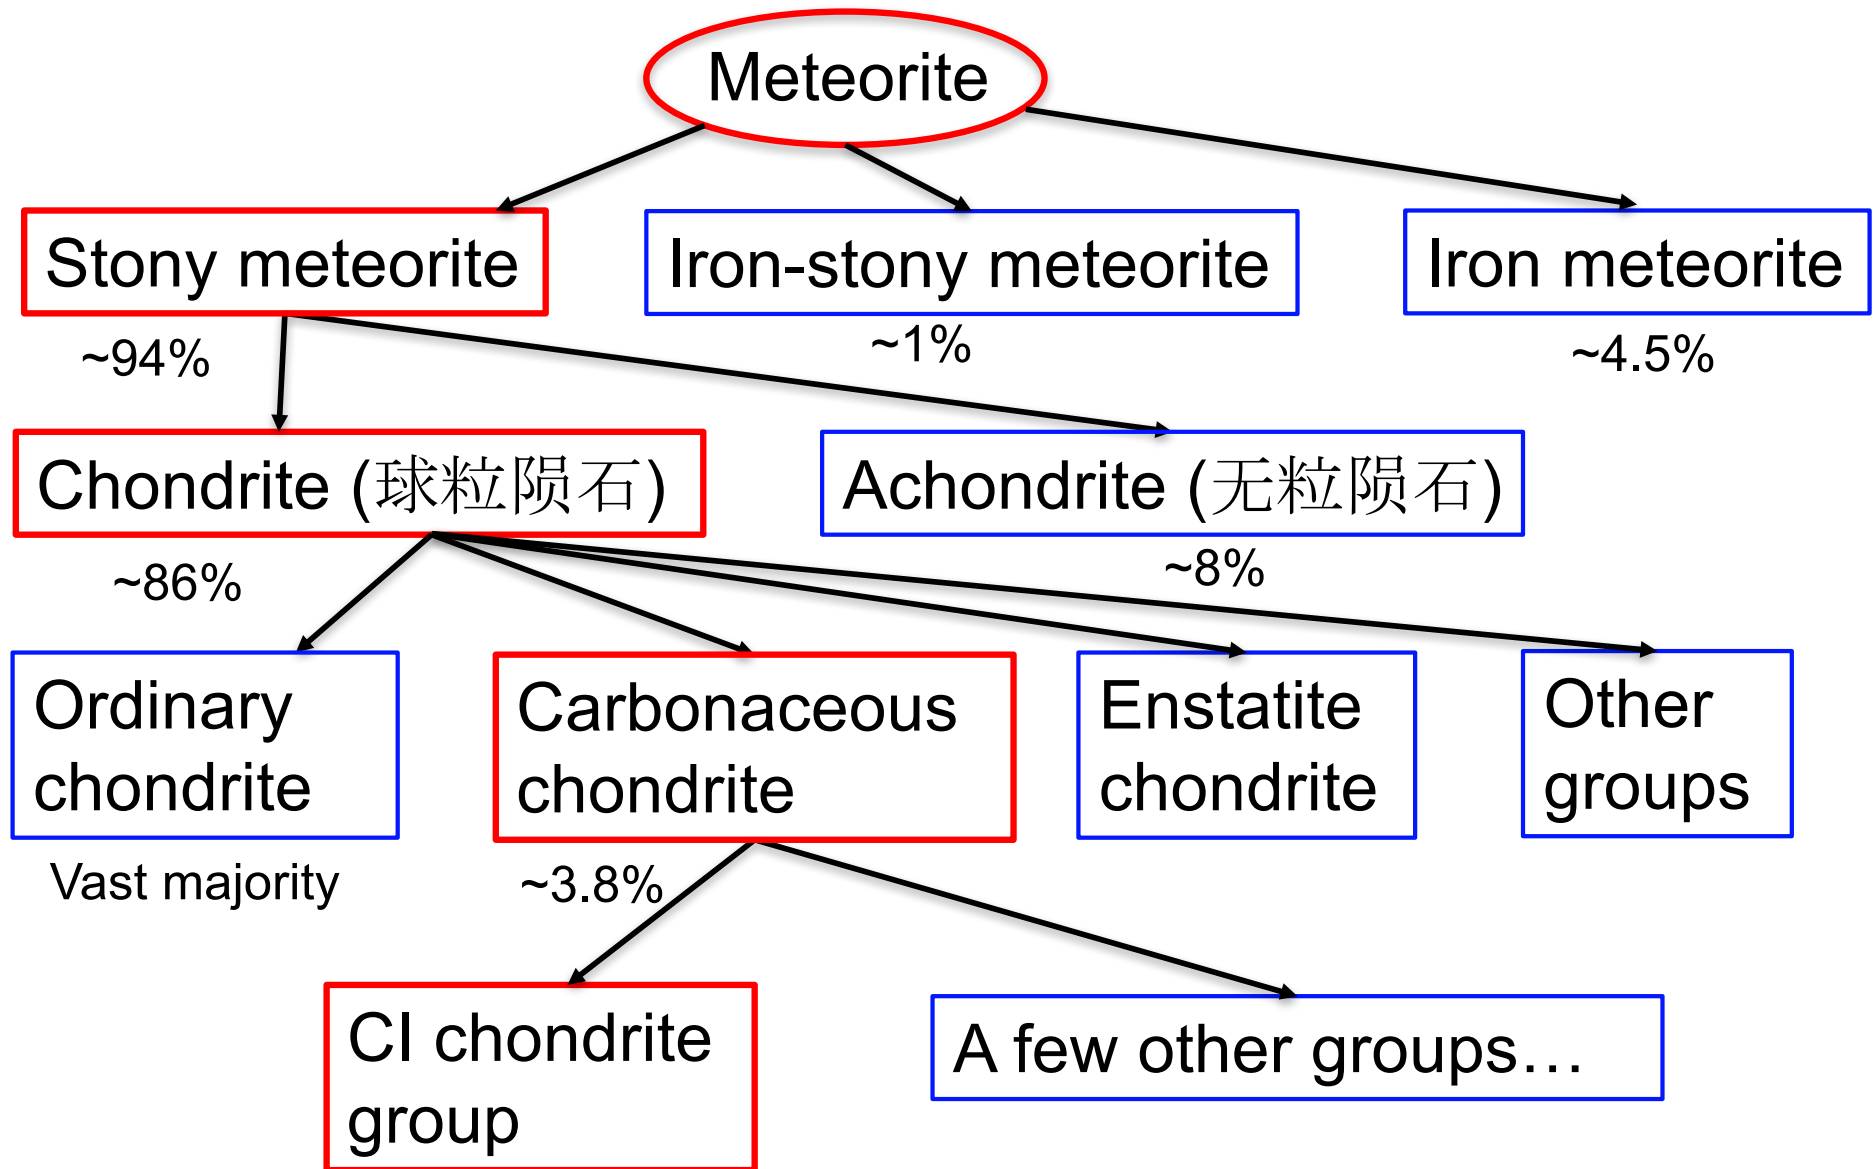 Meteorite
Stony meteorite
Iron-stony meteorite
Iron meteorite
~94%
~1%
~4.5%
Chondrite (球粒陨石)
Achondrite (无粒陨石)
~86%
~8%
Ordinary
chondrite
Carbonaceous
chondrite
Enstatite
chondrite
Other
groups
Vast majority
~3.8%
CI chondrite
group
A few other groups…